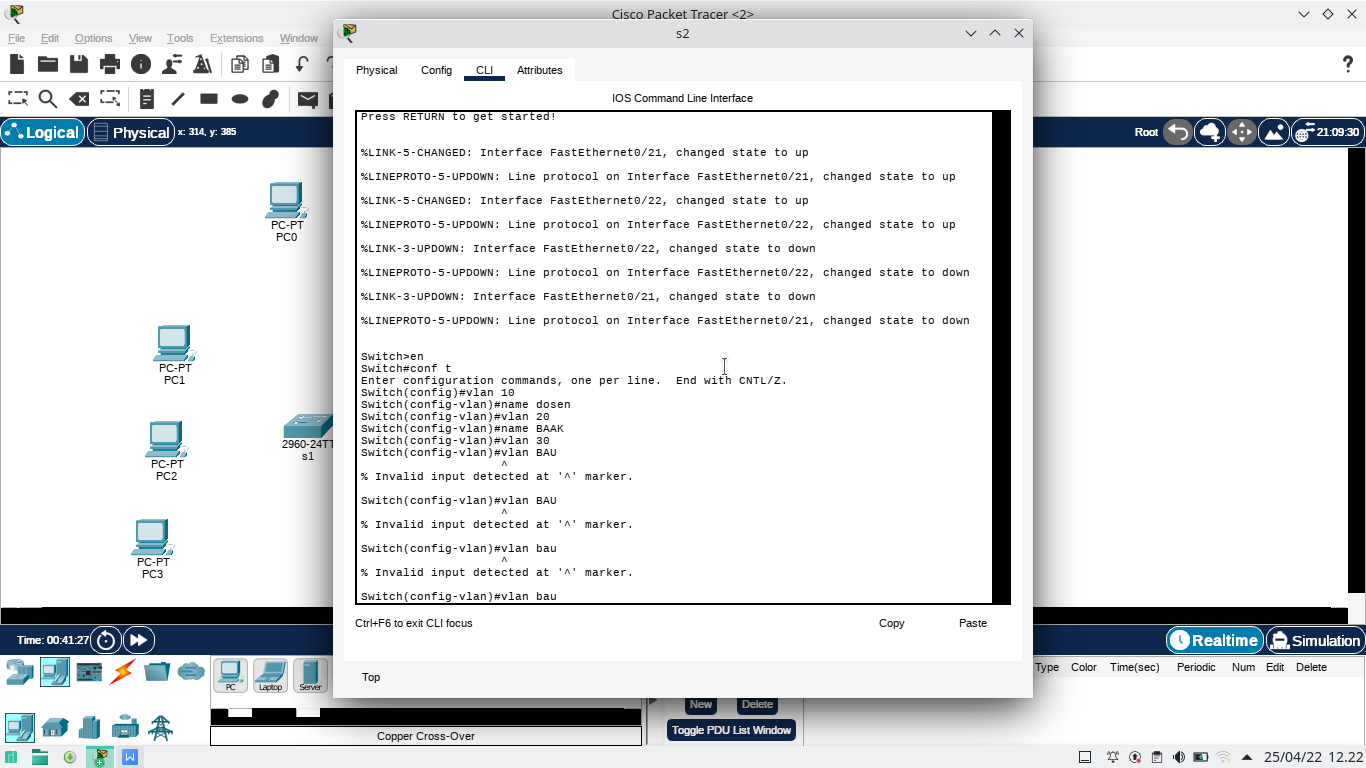 Cisco Packet Tracer <2>
File Edit Options View Tools Extensions Window
s2
Physical Config CLI Attributes
IOS Command Line Interface
Logical Physical x: 314, y: 385
Root 21:09:30
Press RETURN to get started!
%LINK-5-CHANGED: Interface FastEthernet0/21, changed state to up
%LINEPROTO-5-UPDOWN: Line protocol on Interface FastEthernet0/21, changed state to up
%LINK-5-CHANGED: Interface FastEthernet0/22, changed state to up
%LINEPROTO-5-UPDOWN: Line protocol on Interface FastEthernet0/22, changed state to up
%LINK-3-UPDOWN: Interface FastEthernet0/22, changed state to down
%LINEPROTO-5-UPDOWN: Line protocol on Interface FastEthernet0/22, changed state to down
%LINK-3-UPDOWN: Interface FastEthernet0/21, changed state to down
%LINEPROTO-5-UPDOWN: Line protocol on Interface FastEthernet0/21, changed state to down
Switch>en
Switch#conf t
Enter configuration commands, one per line.  End with CNTL/Z.
Switch(config)#vlan 10
Switch(config-vlan)#name dosen
Switch(config-vlan)#vlan 20
Switch(config-vlan)#name BAAK
Switch(config-vlan)#vlan 30
Switch(config-vlan)#vlan BAU
^
% Invalid input detected at '^' marker.
Switch(config-vlan)#vlan BAU
^
% Invalid input detected at '^' marker.
Switch(config-vlan)#vlan bau
^
% Invalid input detected at '^' marker.
Switch(config-vlan)#vlan bau
Ctrl+F6 to exit CLI focus
Copy Paste
Top
PC-PT
PC0
PC-PT
PC1
PC-PT
PC2
PC-PT
PC3
2960-24TT
s1
Time: 00:41:27
Realtime Simulation
PC Laptop Server
Copper Cross-Over
New Delete
Toggle PDU List Window
Type Color Time(sec) Periodic Num Edit Delete
25/04/22 12.22